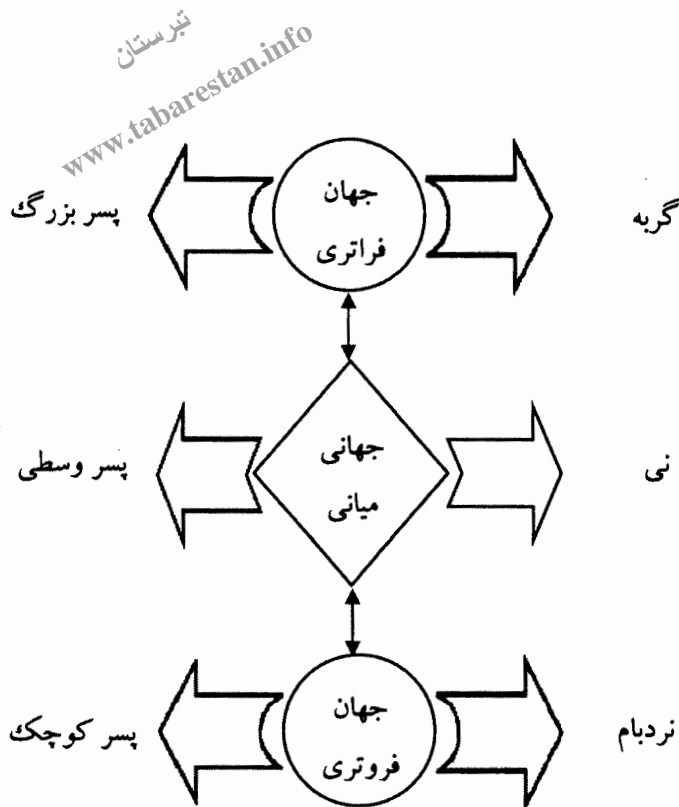 تبرستان
www.tabarestan.info
گربه
جهان
فراتری
پسر بزرگ
نی
جهانی
میانی
پسر وسطی
نردبام
جهان
فروتری
پسر کوچک